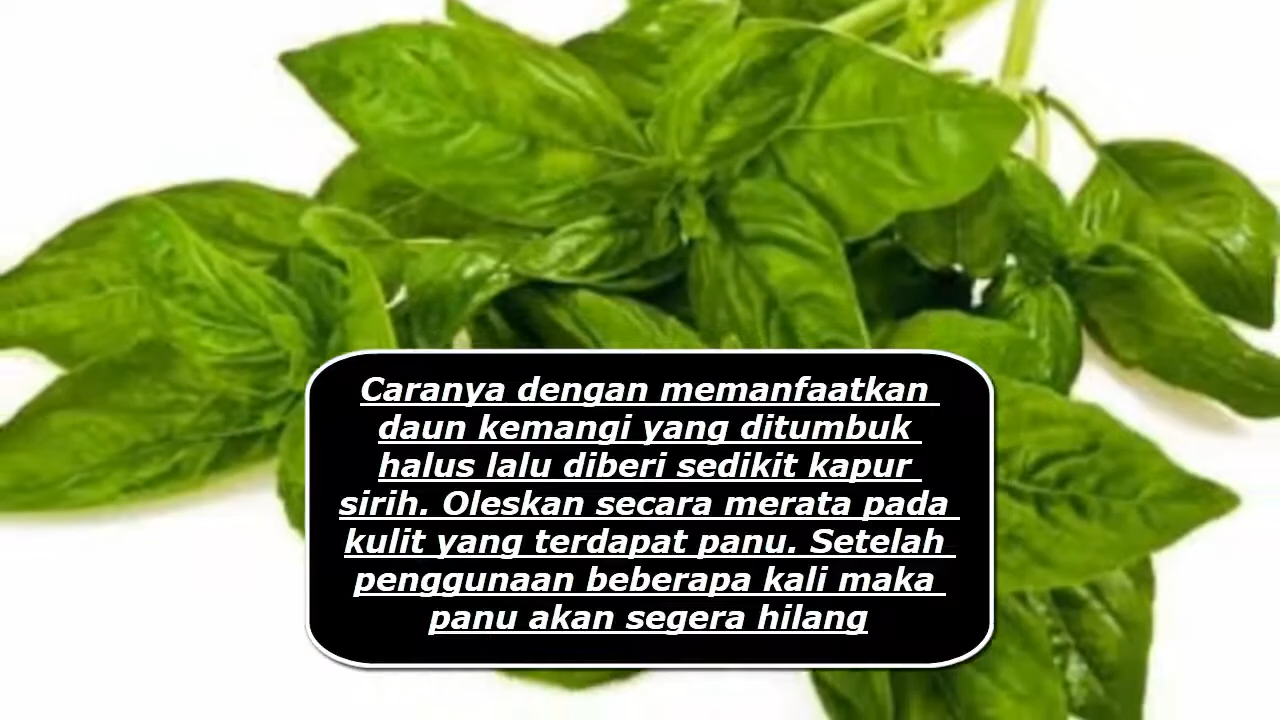 Caranya dengan memanfaatkan
daun kemangi yang ditumbuk
halus lalu diberi sedikit kapur
sirih. Oleskan secara merata pada
kulit yang terdapat panu. Setelah
penggunaan beberapa kali maka
panu akan segera hilang